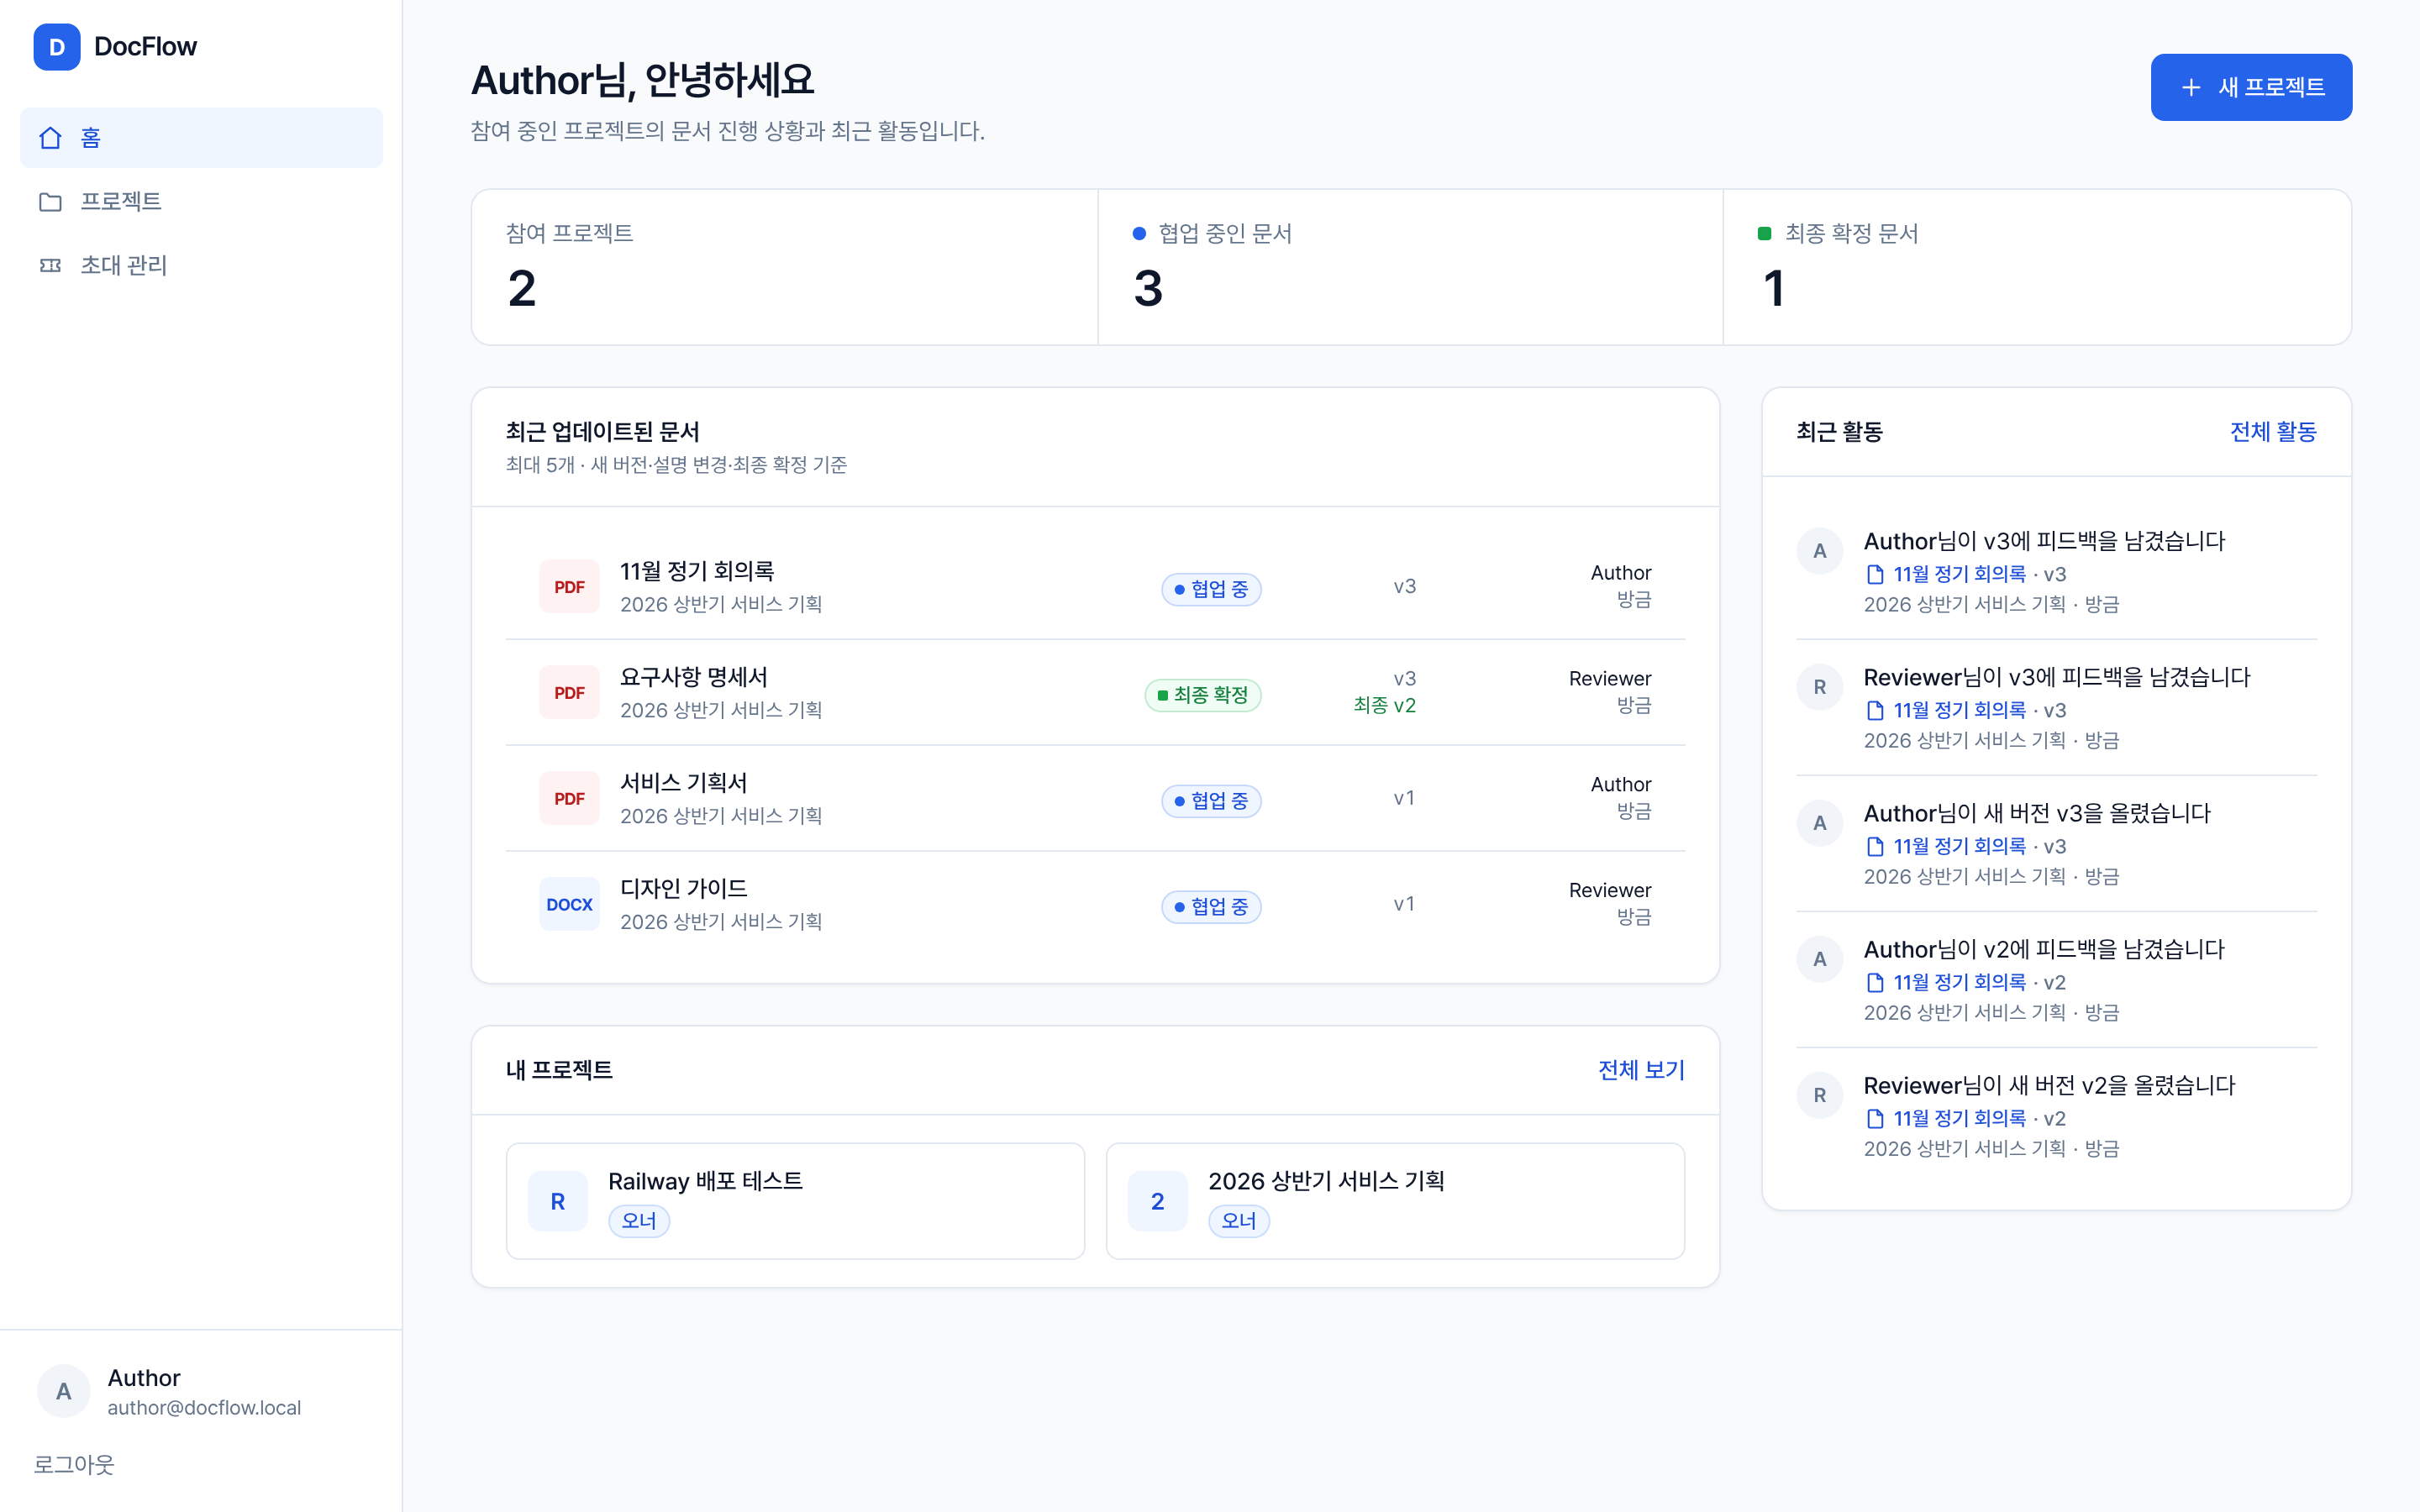 D DocFlow
홈
프로젝트
초대 관리
Author님, 안녕하세요
참여 중인 프로젝트의 문서 진행 상황과 최근 활동입니다.
+ 새 프로젝트
참여 프로젝트
2
협업 중인 문서
3
최종 확정 문서
1
최근 업데이트된 문서
최대 5개 · 새 버전·설명 변경·최종 확정 기준
PDF
11월 정기 회의록
2026 상반기 서비스 기획
협업 중
v3
Author
방금
PDF
요구사항 명세서
2026 상반기 서비스 기획
최종 확정
v3
최종 v2
Reviewer
방금
PDF
서비스 기획서
2026 상반기 서비스 기획
협업 중
v1
Author
방금
DOCX
디자인 가이드
2026 상반기 서비스 기획
협업 중
v1
Reviewer
방금
내 프로젝트
전체 보기
R
Railway 배포 테스트
오너
2
2026 상반기 서비스 기획
오너
최근 활동
전체 활동
A
Author님이 v3에 피드백을 남겼습니다
11월 정기 회의록 · v3
2026 상반기 서비스 기획 · 방금
R
Reviewer님이 v3에 피드백을 남겼습니다
11월 정기 회의록 · v3
2026 상반기 서비스 기획 · 방금
A
Author님이 새 버전 v3을 올렸습니다
11월 정기 회의록 · v3
2026 상반기 서비스 기획 · 방금
A
Author님이 v2에 피드백을 남겼습니다
11월 정기 회의록 · v2
2026 상반기 서비스 기획 · 방금
R
Reviewer님이 새 버전 v2을 올렸습니다
11월 정기 회의록 · v2
2026 상반기 서비스 기획 · 방금
A
Author
author@docflow.local
로그아웃